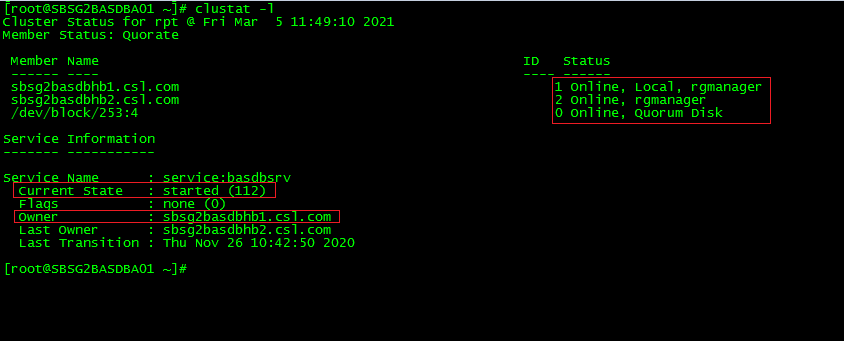 [root@SBSG2BASDBA01 ~]# clustat -l
Cluster Status for rpt @ Fri Mar  5 11:49:10 2021
Member Status: Quorate
Member Name                                                     ID   Status
------ ----                                                     ---- ------
sbsg2basdbhb1.csl.com                                               1 Online, Local, rgmanager
sbsg2basdbhb2.csl.com                                               2 Online, rgmanager
/dev/block/253:4                                                    0 Online, Quorum Disk
Service Information
------- -----------
Service Name      : service:basdbsrv
  Current State   : started (112)
  Flags           : none (0)
  Owner           : sbsg2basdbhb1.csl.com
  Last Owner      : sbsg2basdbhb2.csl.com
  Last Transition : Thu Nov 26 10:42:50 2020
[root@SBSG2BASDBA01 ~]#